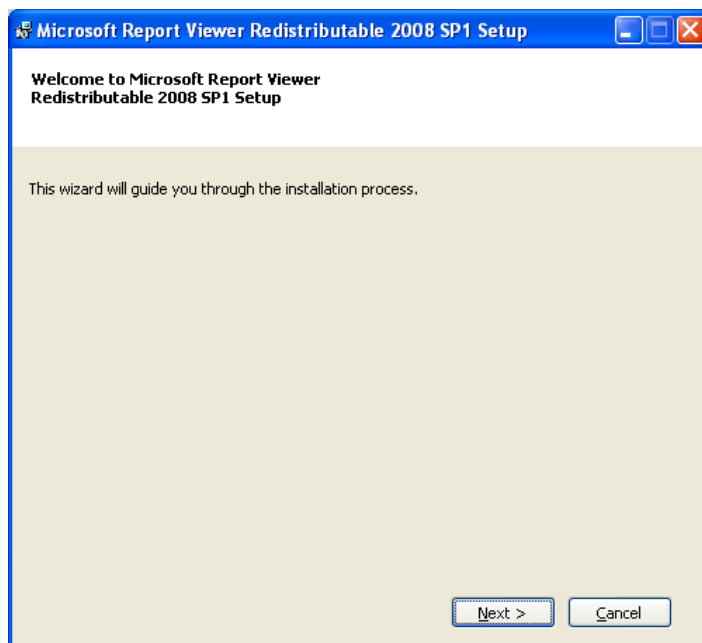 Microsoft Report Viewer Redistributable 2008 SP1 Setup
Welcome to Microsoft Report Viewer
Redistributable 2008 SP1 Setup
This wizard will guide you through the installation process.
Next >
Cancel